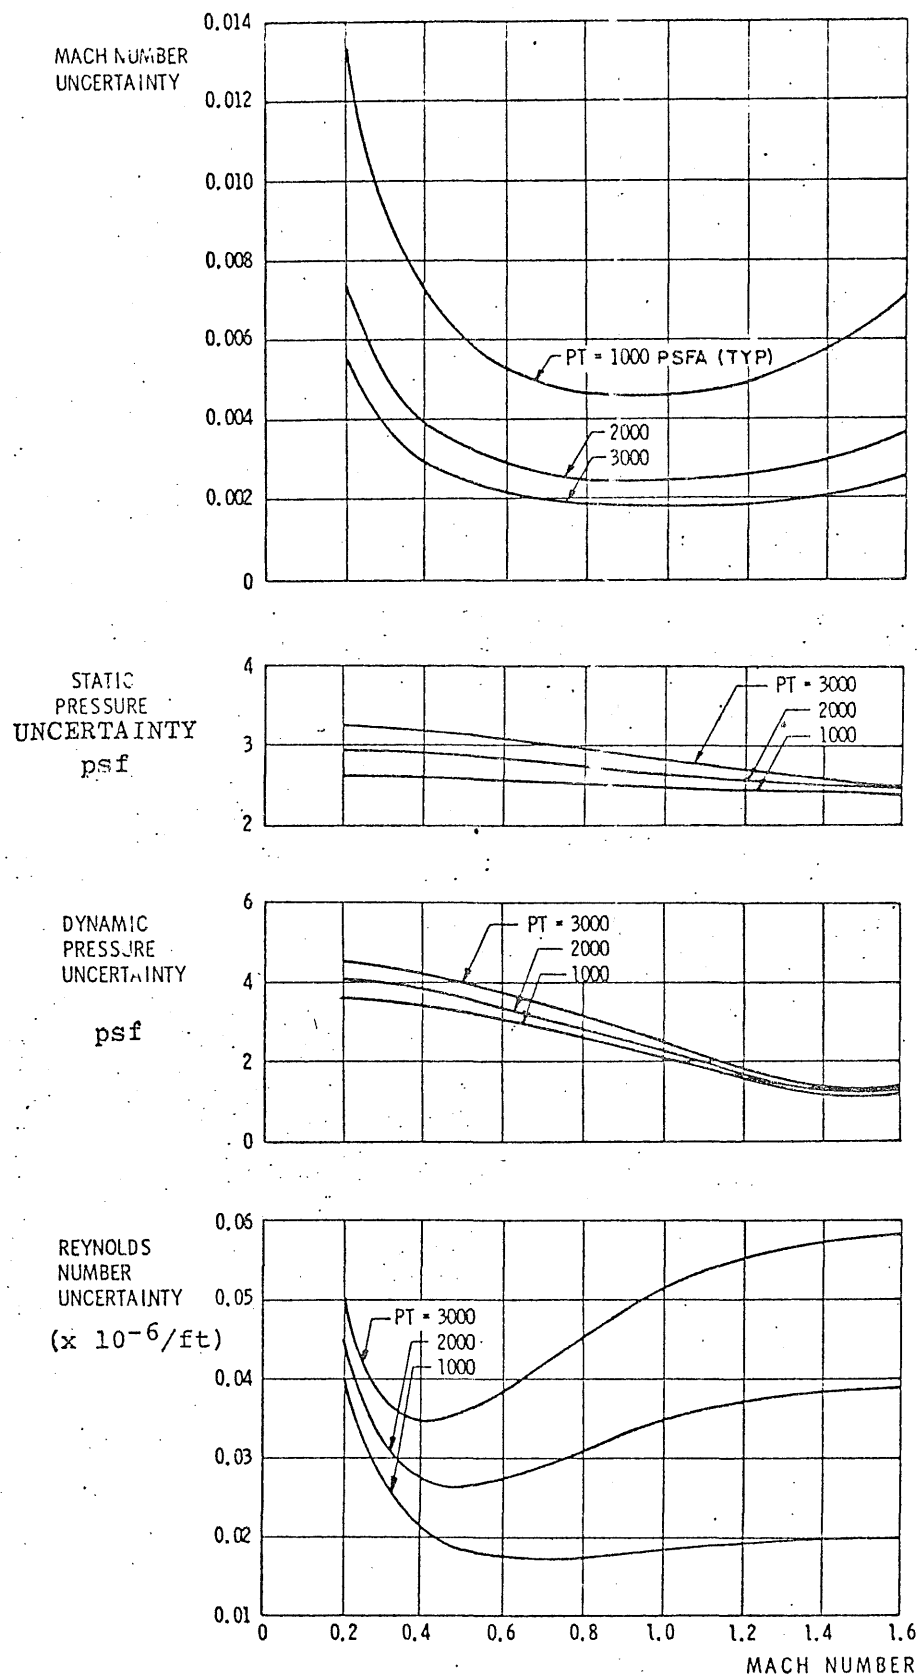 MACH NUMBER
UNCERTAINTY
0.014
0.012
0.010
0.008
0.006
0.004
0.002
0
PT = 1000 PSFA (TYP)
2000
3000
STATIC
PRESSURE
UNCERTAINTY
psf
4
3
2
PT = 3000
2000
1000
DYNAMIC
PRESSURE
UNCERTAINTY
psf
6
4
2
0
PT = 3000
2000
1000
REYNOLDS
NUMBER
UNCERTAINTY
(x 10-6/ft)
0.06
0.05
0.04
0.03
0.02
0.01
PT = 3000
2000
1000
0 0.2 0.4 0.6 0.8 1.0 1.2 1.4 1.6
MACH NUMBER